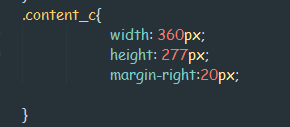 .content_c{
width: 360px;
height: 277px;
margin-right:20px;
}